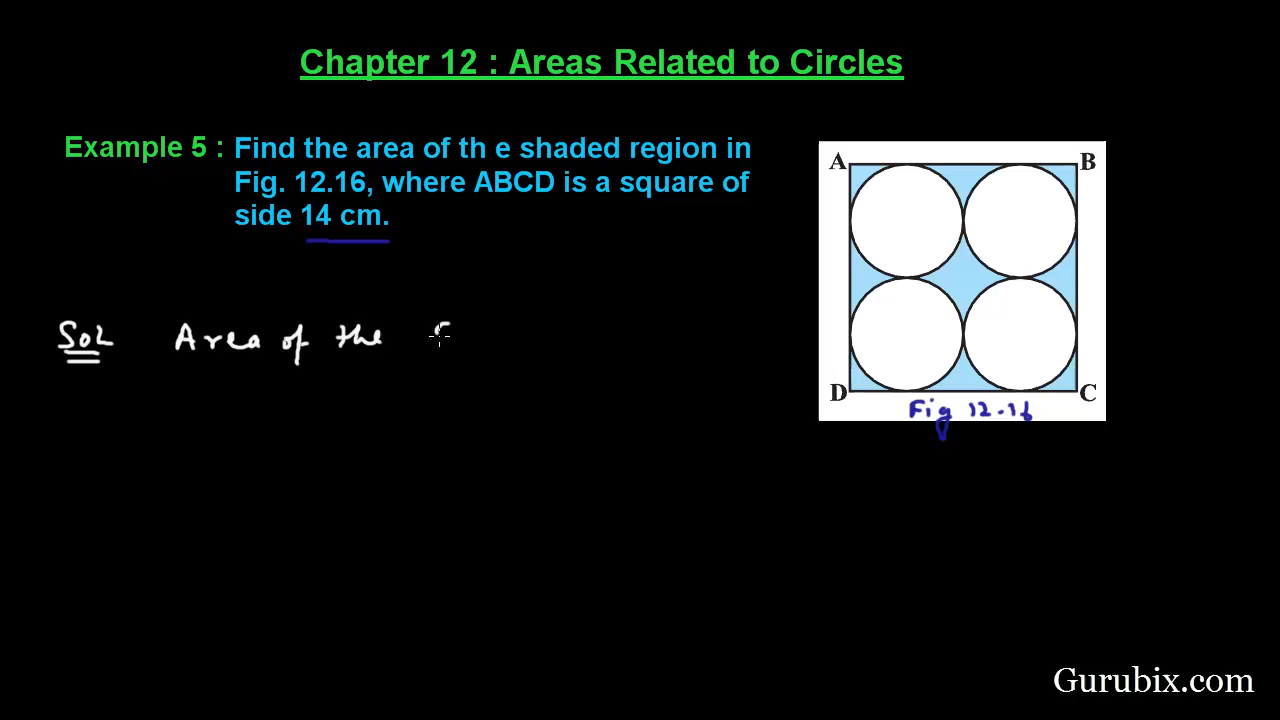 Chapter 12 : Areas Related to Circles
Example 5 : Find the area of th e shaded region in
Fig. 12.16, where ABCD is a square of
side 14 cm.
A B
D C
Fig 12.16
Sol Area of the
Gurubix.com